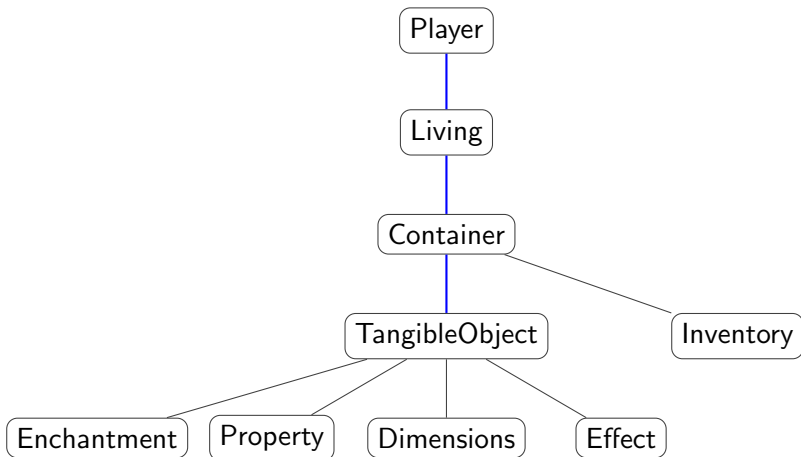 Player
Living
Container
TangibleObject
Inventory
Enchantment
Property
Dimensions
Effect